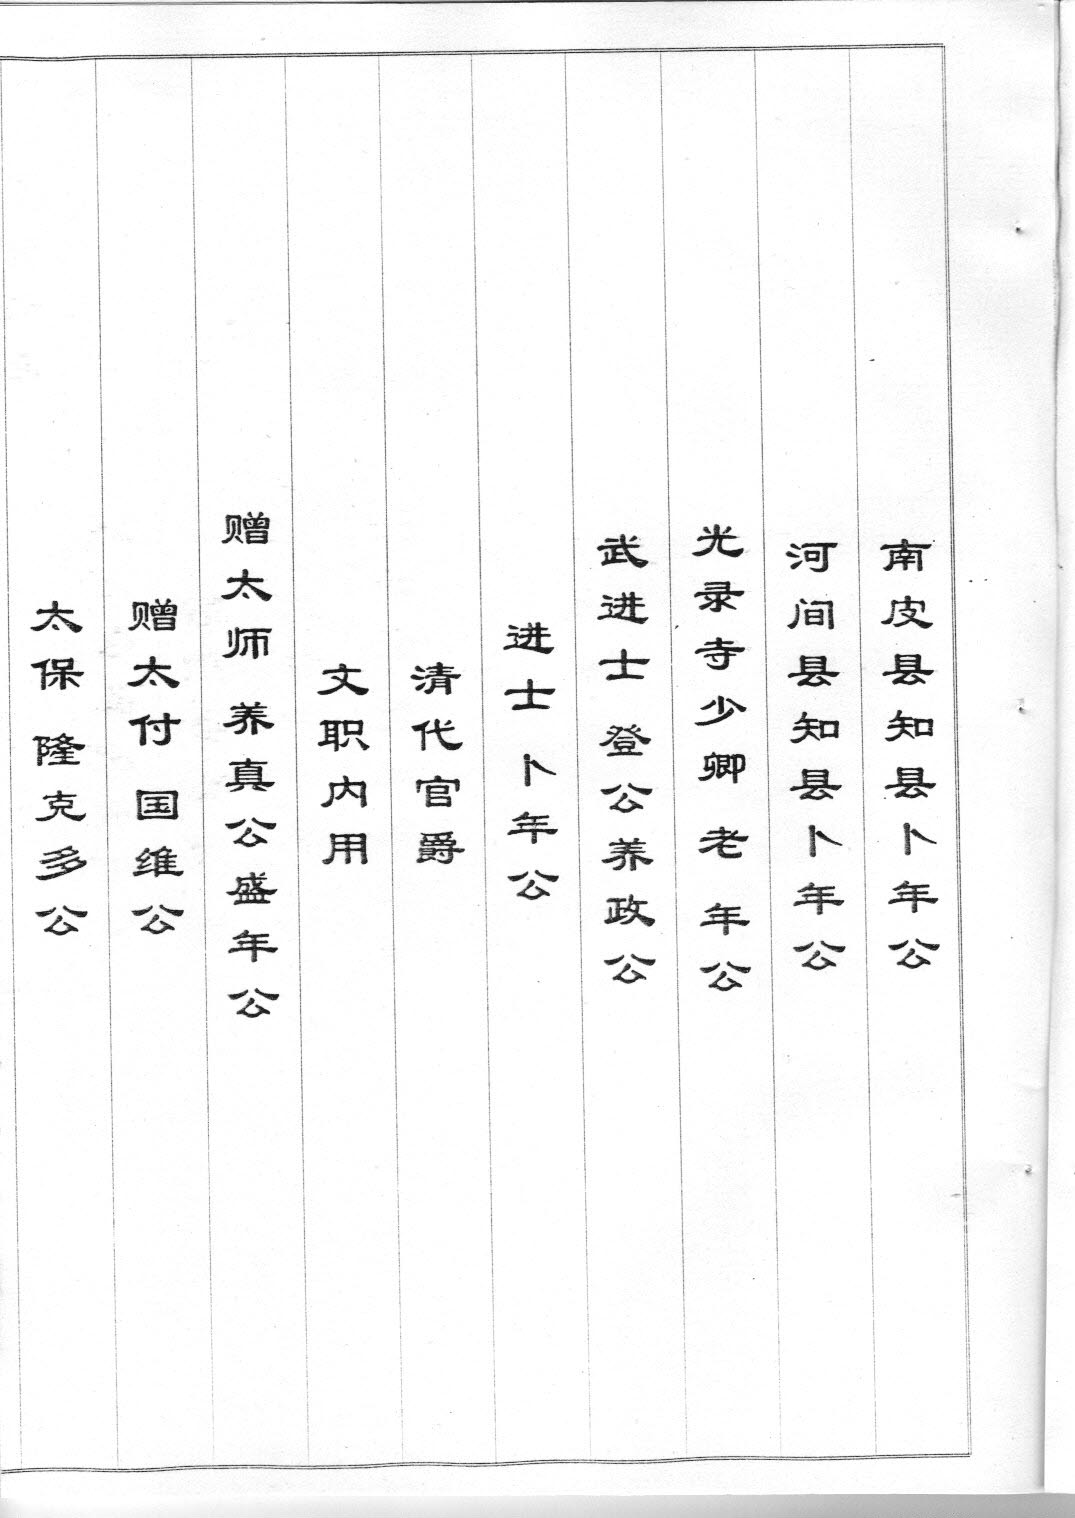 南皮县知县卜年公
河间县知县卜年公
光录寺少卿 老 年公
武进士 登公养政公
进士 卜年公
清代官爵
文职内用
赠太师 养真公盛年公
赠太付 国维公
太保 隆克多公